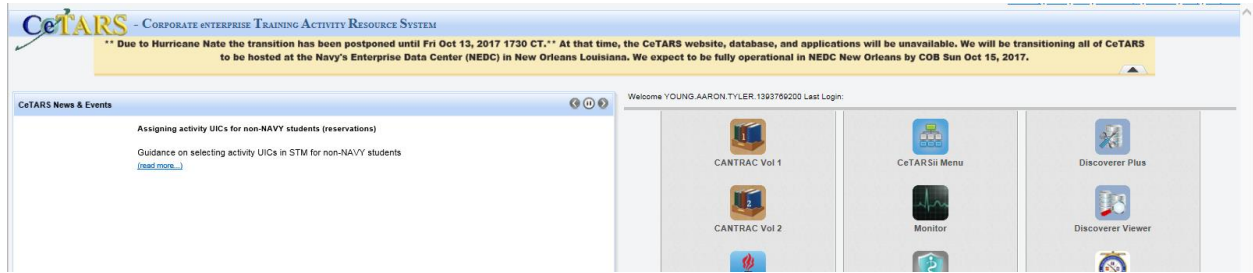 CeTARS - Corporate eNTERPRISE Training Activity Resource System
** Due to Hurricane Nate the transition has been postponed until Fri Oct 13, 2017 1730 CT.** At that time, the CeTARS website, database, and applications will be unavailable. We will be transitioning all of CeTARS
to be hosted at the Navy's Enterprise Data Center (NEDC) in New Orleans Louisiana. We expect to be fully operational in NEDC New Orleans by COB Sun Oct 15, 2017.
CeTARS News & Events
Assigning activity UICs for non-NAVY students (reservations)
Guidance on selecting activity UICs in STM for non-NAVY students
(read more...)
Welcome YOUNG.AARON.TYLER.1393769200 Last Login:
1
CANTRAC Vol 1
CeTARSii Menu
Discoverer Plus
2
CANTRAC Vol 2
Monitor
Discoverer Viewer